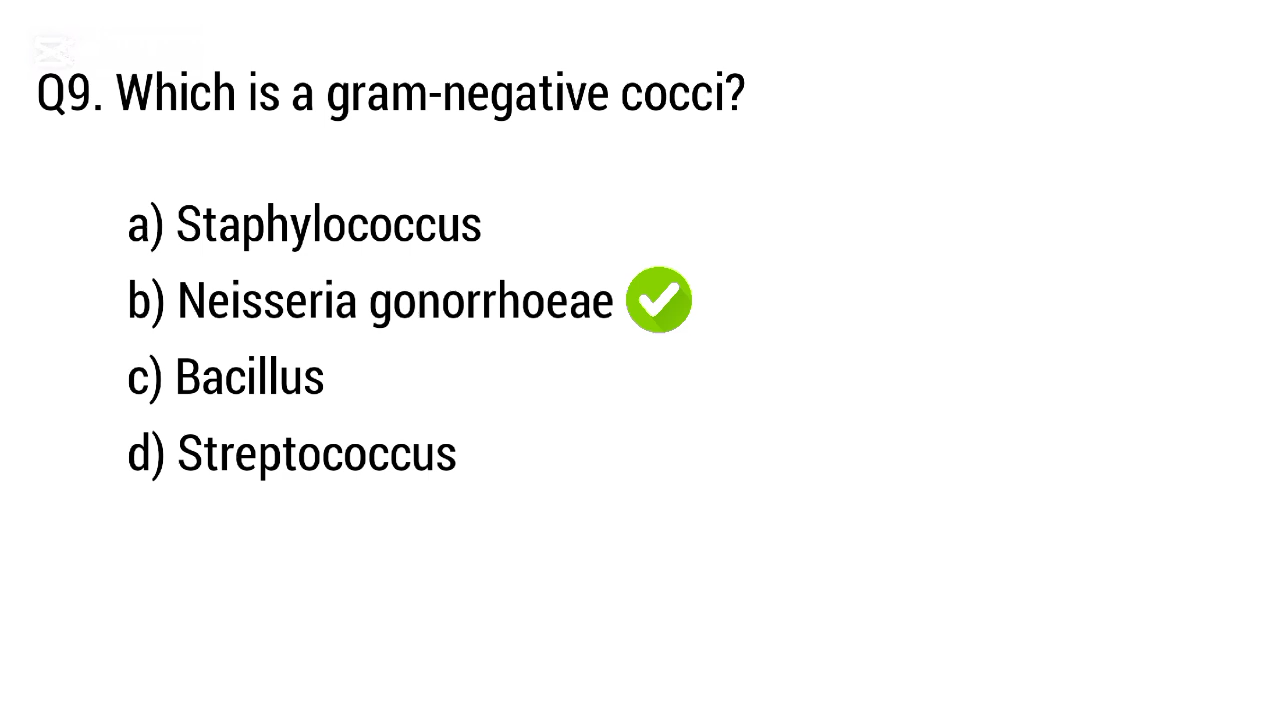 Q9. Which is a gram-negative cocci?
a) Staphylococcus
b) Neisseria gonorrhoeae
c) Bacillus
d) Streptococcus